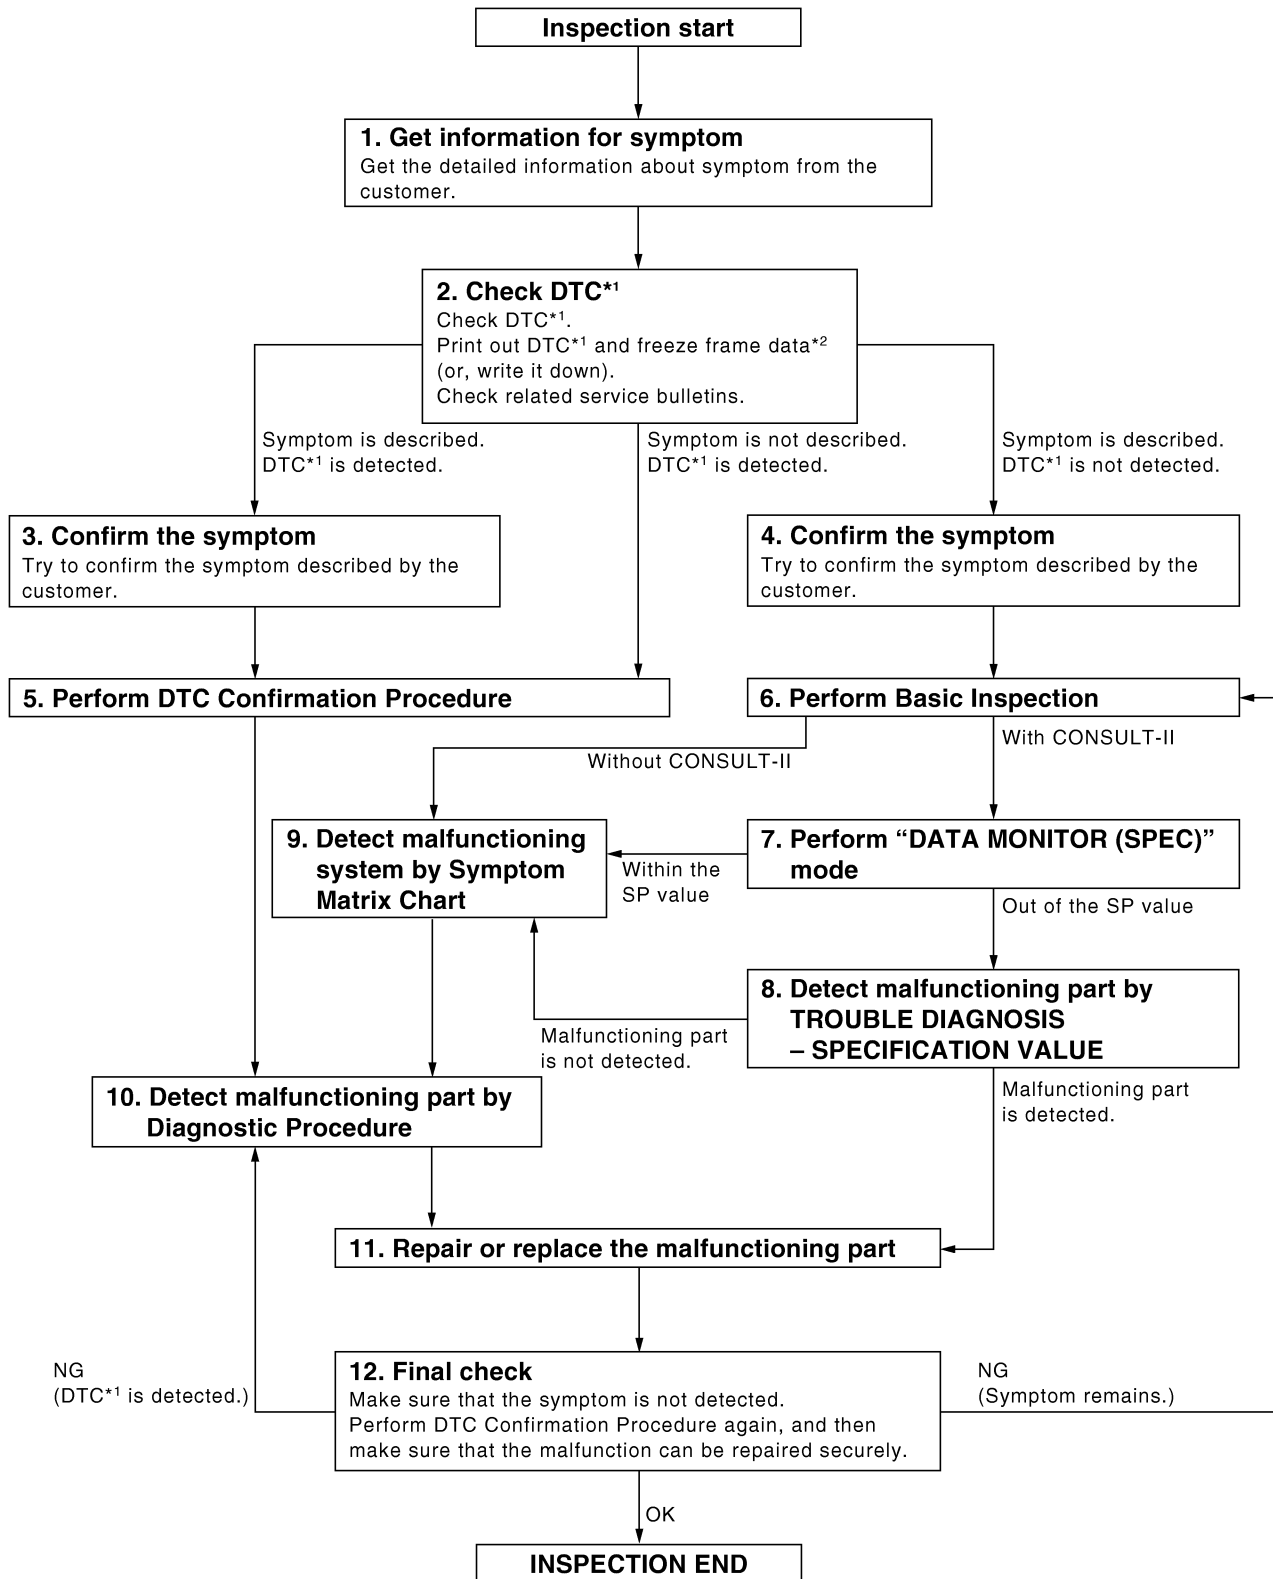 Inspection start
1. Get information for symptom
Get the detailed information about symptom from the
customer.
2. Check DTC*1
Check DTC*1.
Print out DTC*1 and freeze frame data*2
(or, write it down).
Check related service bulletins.
Symptom is described.
DTC*1 is detected.
Symptom is not described.
DTC*1 is detected.
Symptom is described.
DTC*1 is not detected.
3. Confirm the symptom
Try to confirm the symptom described by the
customer.
4. Confirm the symptom
Try to confirm the symptom described by the
customer.
5. Perform DTC Confirmation Procedure
6. Perform Basic Inspection
With CONSULT-II
Without CONSULT-II
9. Detect malfunctioning
system by Symptom
Matrix Chart
7. Perform “DATA MONITOR (SPEC)”
mode
Within the
SP value
Out of the SP value
8. Detect malfunctioning part by
TROUBLE DIAGNOSIS
– SPECIFICATION VALUE
Malfunctioning part
is not detected.
Malfunctioning part
is detected.
10. Detect malfunctioning part by
Diagnostic Procedure
11. Repair or replace the malfunctioning part
NG
(DTC*1 is detected.)
12. Final check
Make sure that the symptom is not detected.
Perform DTC Confirmation Procedure again, and then
make sure that the malfunction can be repaired securely.
NG
(Symptom remains.)
OK
INSPECTION END